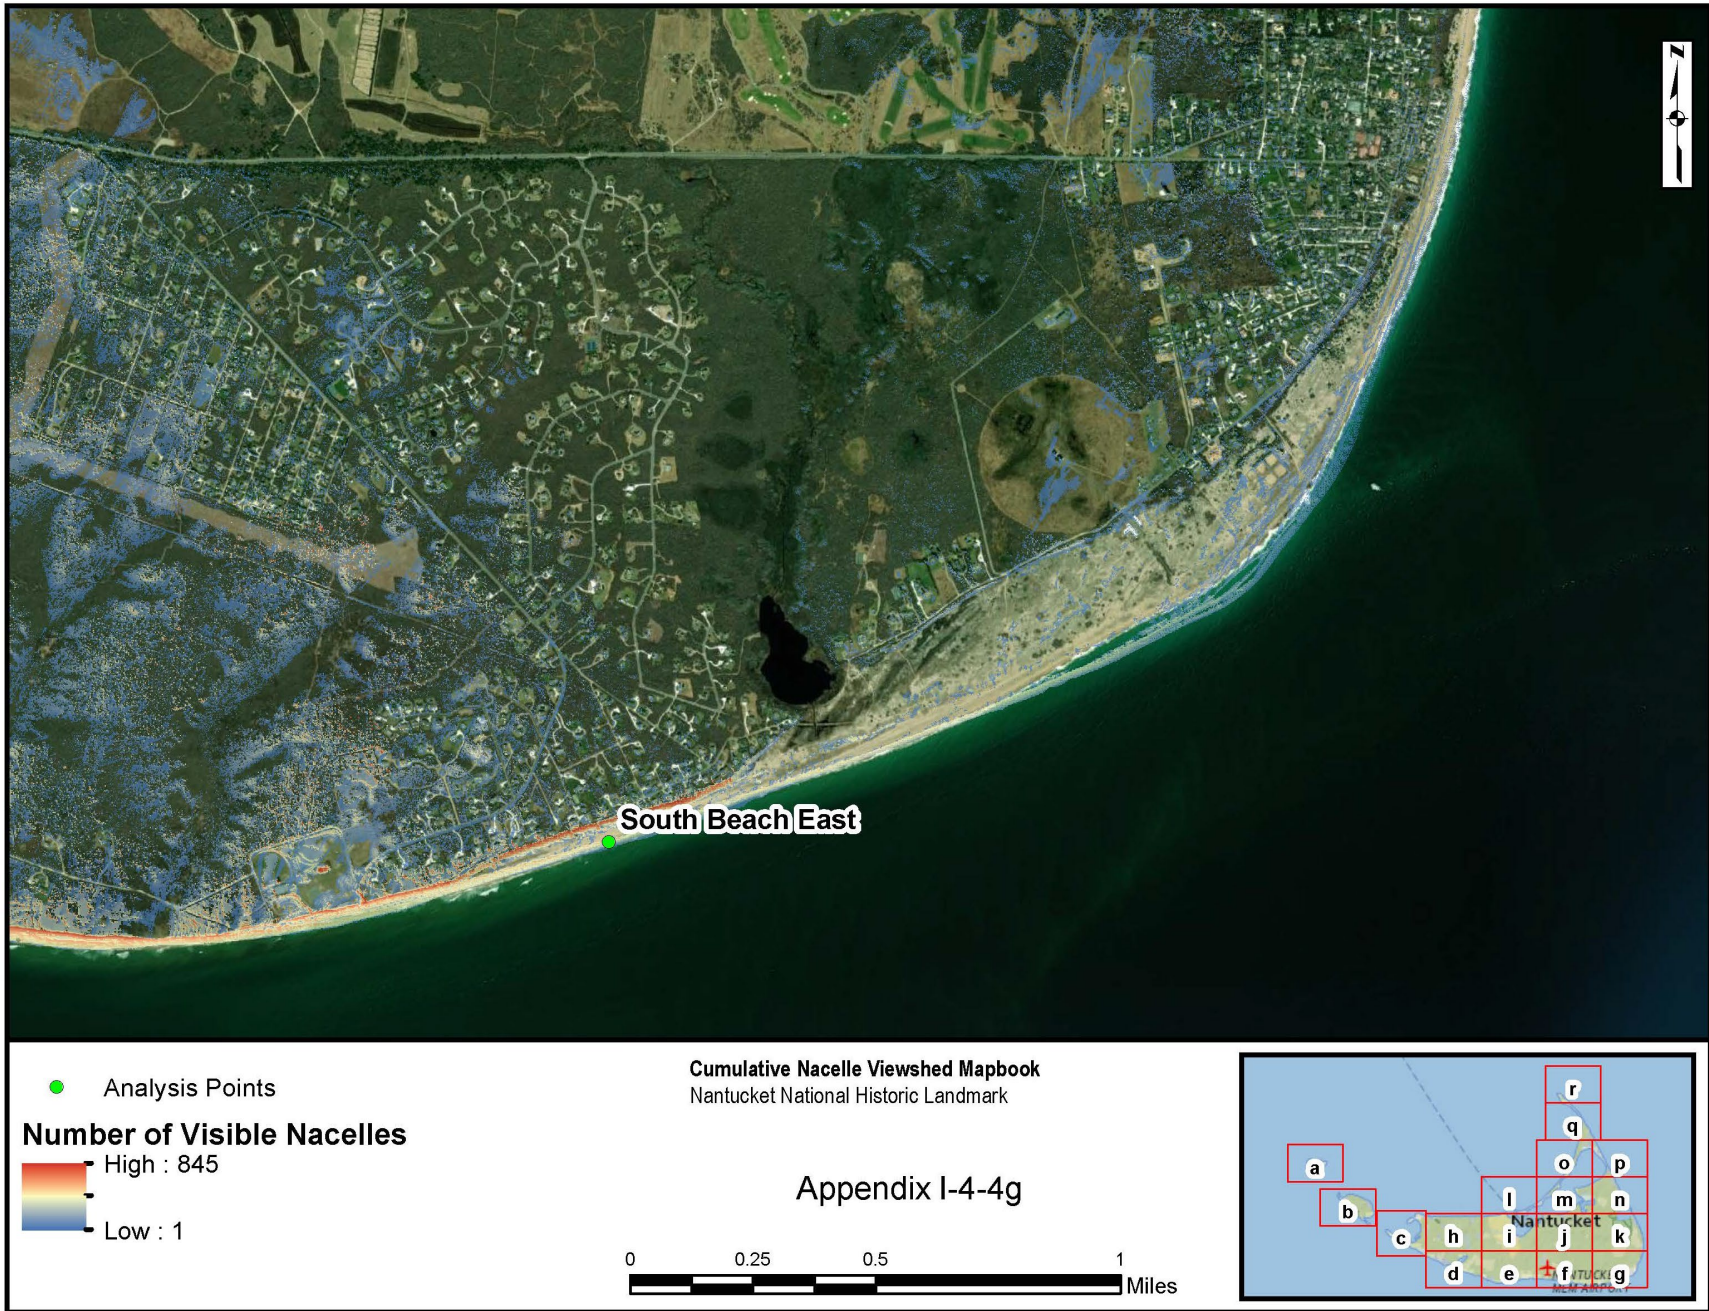 N
South Beach East
Analysis Points
Number of Visible Nacelles
High : 845
Low : 1
Cumulative Nacelle Viewshed Mapbook
Nantucket National Historic Landmark
Appendix I-4-4g
0 0.25 0.5 1
Miles
r
q
a
o p
b
l m n
Nantucket
c h i j k
d e f g